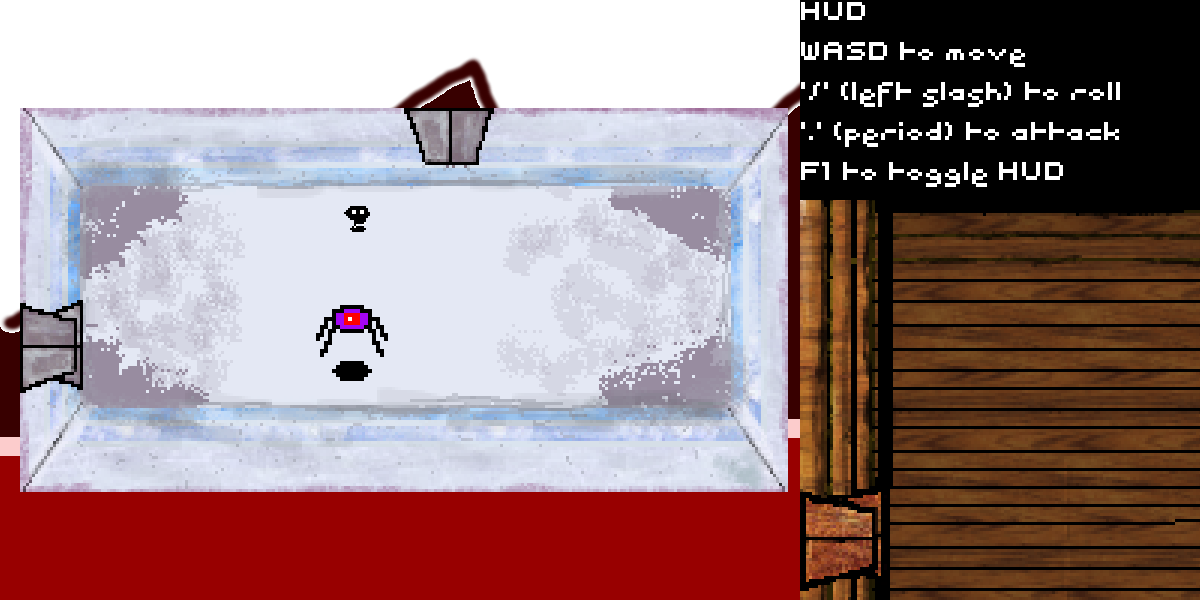 HUD
WASD to move
'/' (left slash) to roll
'.' (period) to attack
F1 to toggle HUD